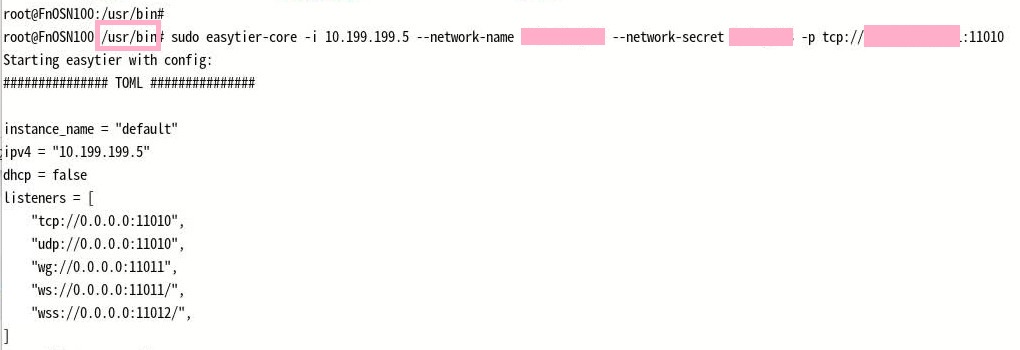 root@FnOSN100:/usr/bin#
root@FnOSN100 /usr/bin# sudo easytier-core -i 10.199.199.5 --network-name --network-secret -p tcp:// :11010
Starting easytier with config:
############### TOML ###############
instance_name = "default"
ipv4 = "10.199.199.5"
dhcp = false
listeners = [
    "tcp://0.0.0.0:11010",
    "udp://0.0.0.0:11010",
    "wg://0.0.0.0:11011",
    "ws://0.0.0.0:11011/",
    "wss://0.0.0.0:11012/",
]